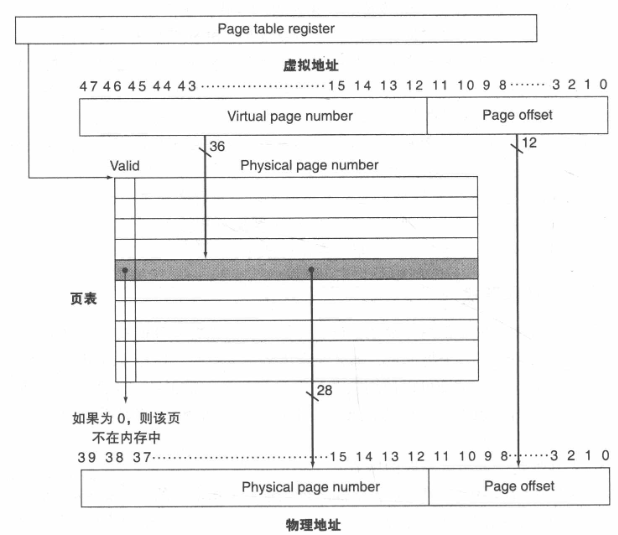 Page table register
虚拟地址
47 46 45 44 43 ··························· 15 14 13 12 11 10 9 8 ······· 3 2 1 0
Virtual page number Page offset
36 12
Valid Physical page number
页表
28
如果为 0，则该页
不在内存中
39 38 37 ··························· 15 14 13 12 11 10 9 8 ······· 3 2 1 0
Physical page number Page offset
物理地址